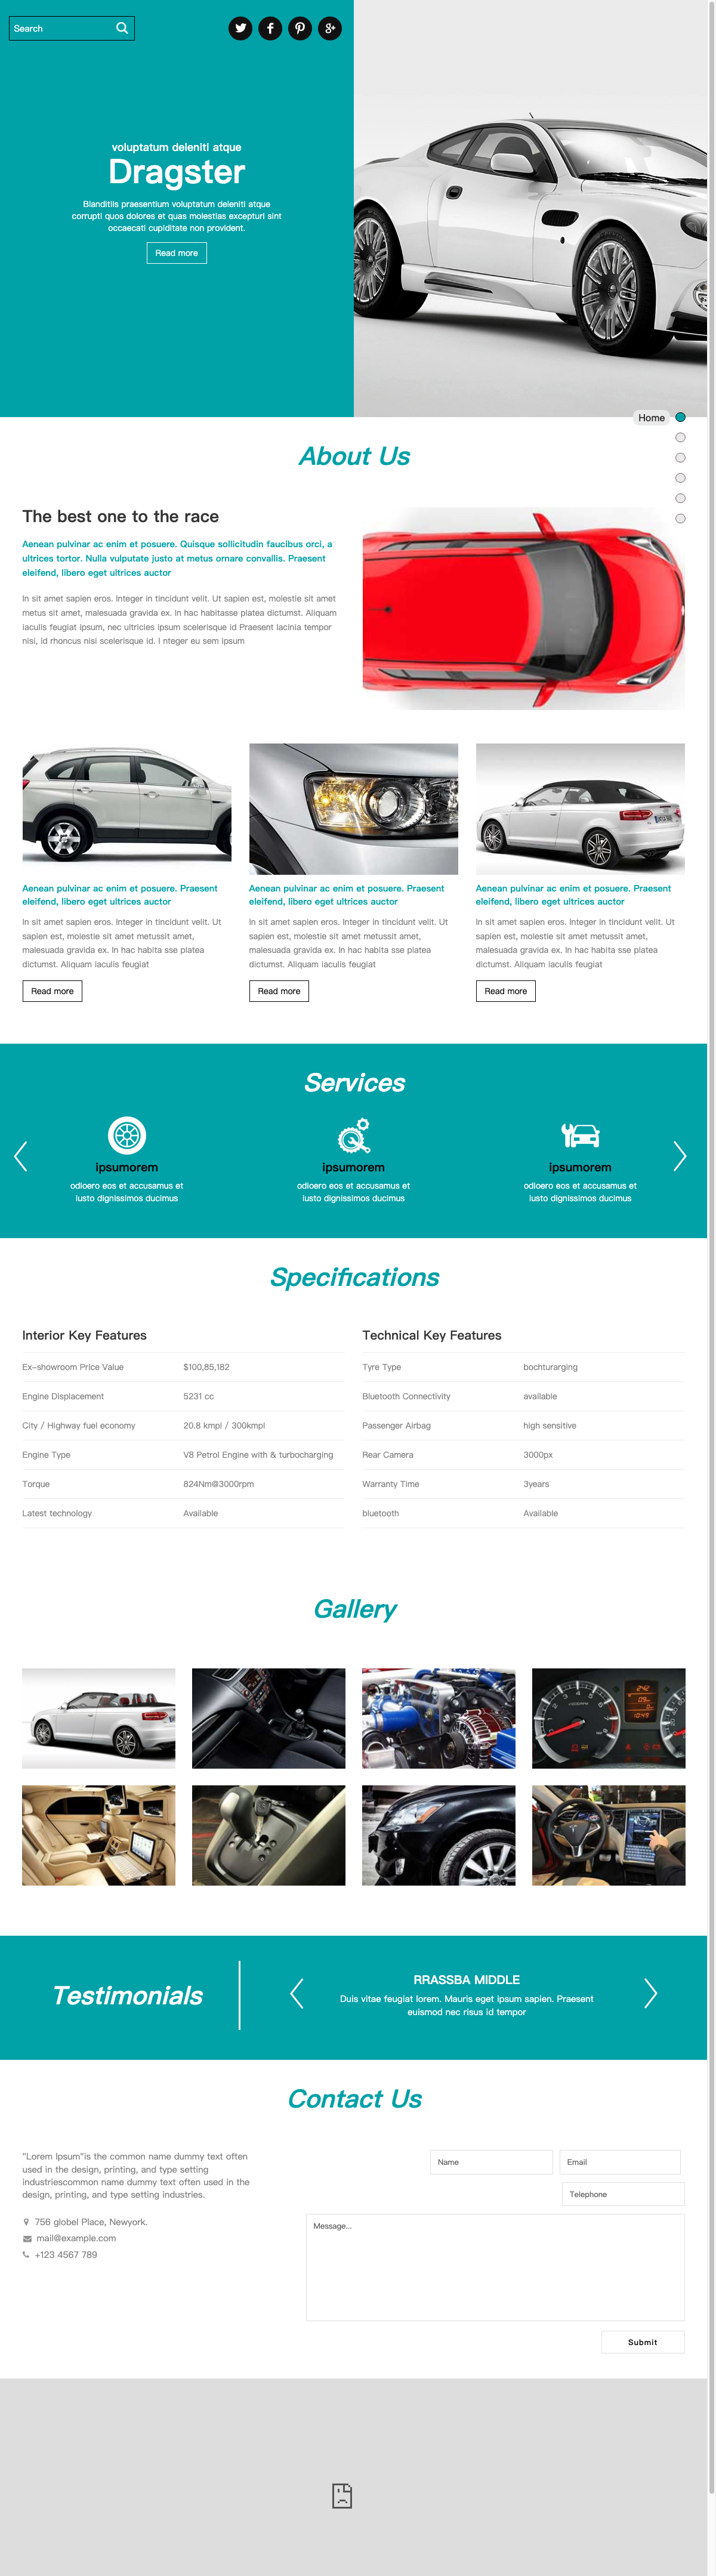 Search
voluptatum deleniti atque
Dragster
Blanditiis praesentium voluptatum deleniti atque
corrupti quos dolores et quas molestias excepturi sint
occaecati cupiditate non provident.
Read more
Home
About Us
The best one to the race
Aenean pulvinar ac enim et posuere. Quisque sollicitudin faucibus orci, a
ultrices tortor. Nulla vulputate justo at metus ornare convallis. Praesent
eleifend, libero eget ultrices auctor
In sit amet sapien eros. Integer in tincidunt velit. Ut sapien est, molestie sit amet
metus sit amet, malesuada gravida ex. In hac habitasse platea dictumst. Aliquam
iaculis feugiat ipsum, nec ultricies ipsum scelerisque id Praesent lacinia tempor
nisi, id rhoncus nisi scelerisque id. I nteger eu sem ipsum
Aenean pulvinar ac enim et posuere. Praesent
eleifend, libero eget ultrices auctor
In sit amet sapien eros. Integer in tincidunt velit. Ut
sapien est, molestie sit amet metussit amet,
malesuada gravida ex. In hac habita sse platea
dictumst. Aliquam iaculis feugiat
Read more
Aenean pulvinar ac enim et posuere. Praesent
eleifend, libero eget ultrices auctor
In sit amet sapien eros. Integer in tincidunt velit. Ut
sapien est, molestie sit amet metussit amet,
malesuada gravida ex. In hac habita sse platea
dictumst. Aliquam iaculis feugiat
Read more
Aenean pulvinar ac enim et posuere. Praesent
eleifend, libero eget ultrices auctor
In sit amet sapien eros. Integer in tincidunt velit. Ut
sapien est, molestie sit amet metussit amet,
malesuada gravida ex. In hac habita sse platea
dictumst. Aliquam iaculis feugiat
Read more
Services
ipsumorem
odioero eos et accusamus et
iusto dignissimos ducimus
ipsumorem
odioero eos et accusamus et
iusto dignissimos ducimus
ipsumorem
odioero eos et accusamus et
iusto dignissimos ducimus
Specifications
Interior Key Features
Ex-showroom Price Value $100,85,182
Engine Displacement 5231 cc
City / Highway fuel economy 20.8 kmpl / 300kmpl
Engine Type V8 Petrol Engine with & turbocharging
Torque 824Nm@3000rpm
Latest technology Available
Technical Key Features
Tyre Type bochturarging
Bluetooth Connectivity available
Passenger Airbag high sensitive
Rear Camera 3000px
Warranty Time 3years
bluetooth Available
Gallery
Testimonials
RRASSBA MIDDLE
Duis vitae feugiat lorem. Mauris eget ipsum sapien. Praesent
euismod nec risus id tempor
Contact Us
"Lorem Ipsum"is the common name dummy text often
used in the design, printing, and type setting
industriescommon name dummy text often used in the
design, printing, and type setting industries.
756 globel Place, Newyork.
mail@example.com
+123 4567 789
Name
Email
Telephone
Message...
Submit